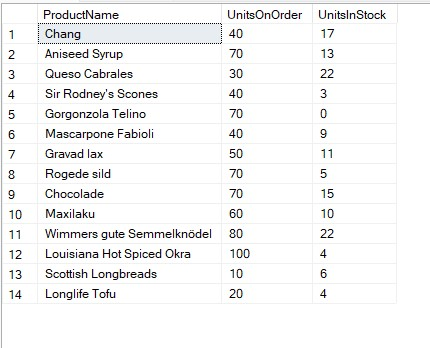 ProductName UnitsOnOrder UnitsInStock
1 Chang 40 17
2 Aniseed Syrup 70 13
3 Queso Cabrales 30 22
4 Sir Rodney's Scones 40 3
5 Gorgonzola Telino 70 0
6 Mascarpone Fabioli 40 9
7 Gravad lax 50 11
8 Rogede sild 70 5
9 Chocolade 70 15
10 Maxilaku 60 10
11 Wimmers gute Semmelknödel 80 22
12 Louisiana Hot Spiced Okra 100 4
13 Scottish Longbreads 10 6
14 Longlife Tofu 20 4